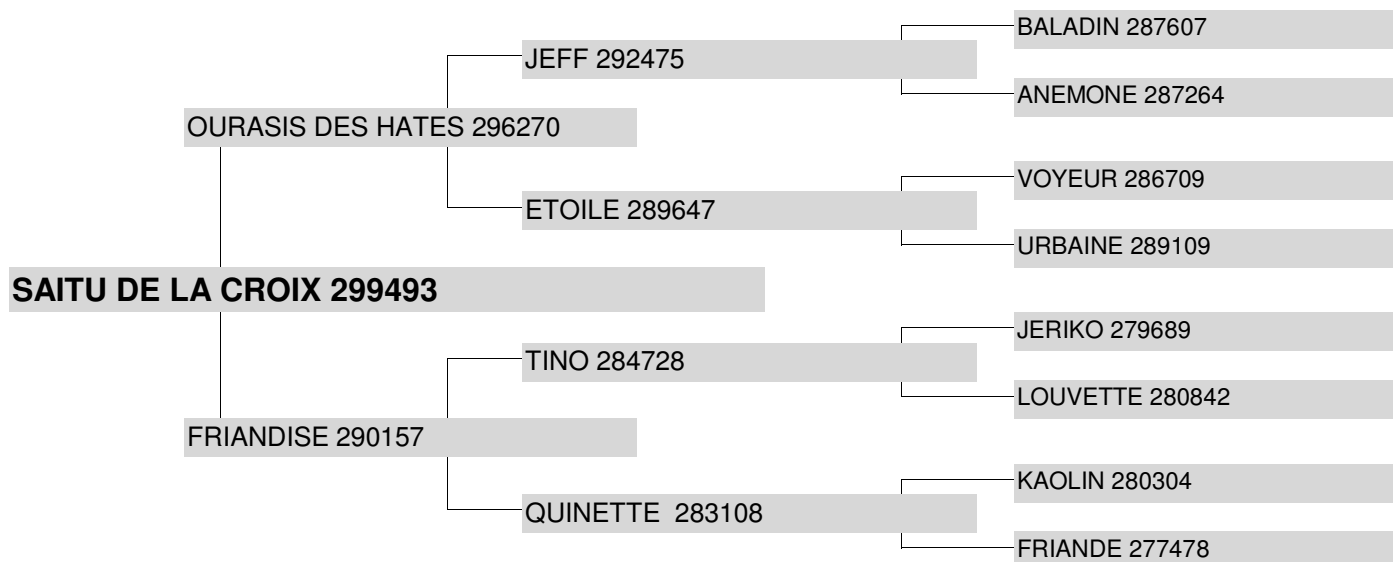 BALADIN 287607
JEFF 292475
ANEMONE 287264
OURASIS DES HATES 296270
VOYEUR 286709
ETOILE 289647
URBAINE 289109
SAITU DE LA CROIX 299493
JERIKO 279689
TINO 284728
LOUVETTE 280842
FRIANDISE 290157
KAOLIN 280304
QUINETTE 283108
FRIANDE 277478